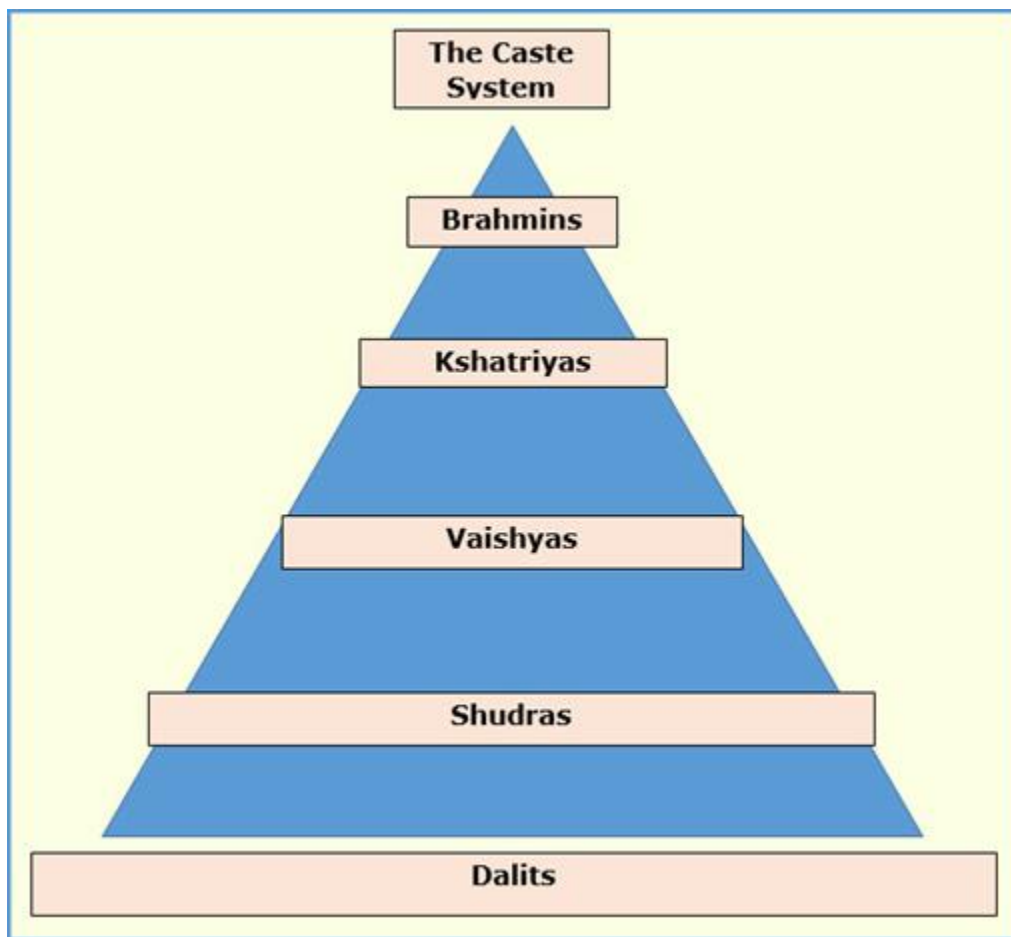 The Caste
System
Brahmins
Kshatriyas
Vaishyas
Shudras
Dalits